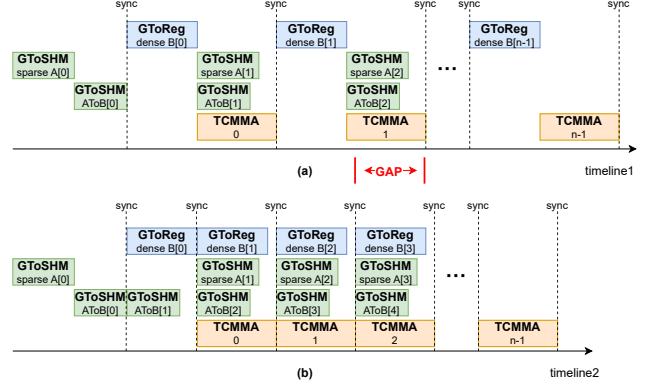 sync sync sync sync sync sync
GToReg GToReg GToReg
dense B[0] dense B[1] dense B[n-1]
GToSHM GToSHM GToSHM
sparse A[0] sparse A[1] sparse A[2]
...
GToSHM GToSHM GToSHM
AToB[0] AToB[1] AToB[2]
TCMMA TCMMA TCMMA
0 1 n-1
(a) GAP timeline1
sync sync sync sync sync sync sync
GToReg GToReg GToReg GToReg
dense B[0] dense B[1] dense B[2] dense B[3]
GToSHM GToSHM GToSHM GToSHM
sparse A[0] sparse A[1] sparse A[2] sparse A[3]
...
GToSHM GToSHM GToSHM GToSHM GToSHM
AToB[0] AToB[1] AToB[2] AToB[3] AToB[4]
TCMMA TCMMA TCMMA TCMMA
0 1 2 n-1
(b) timeline2